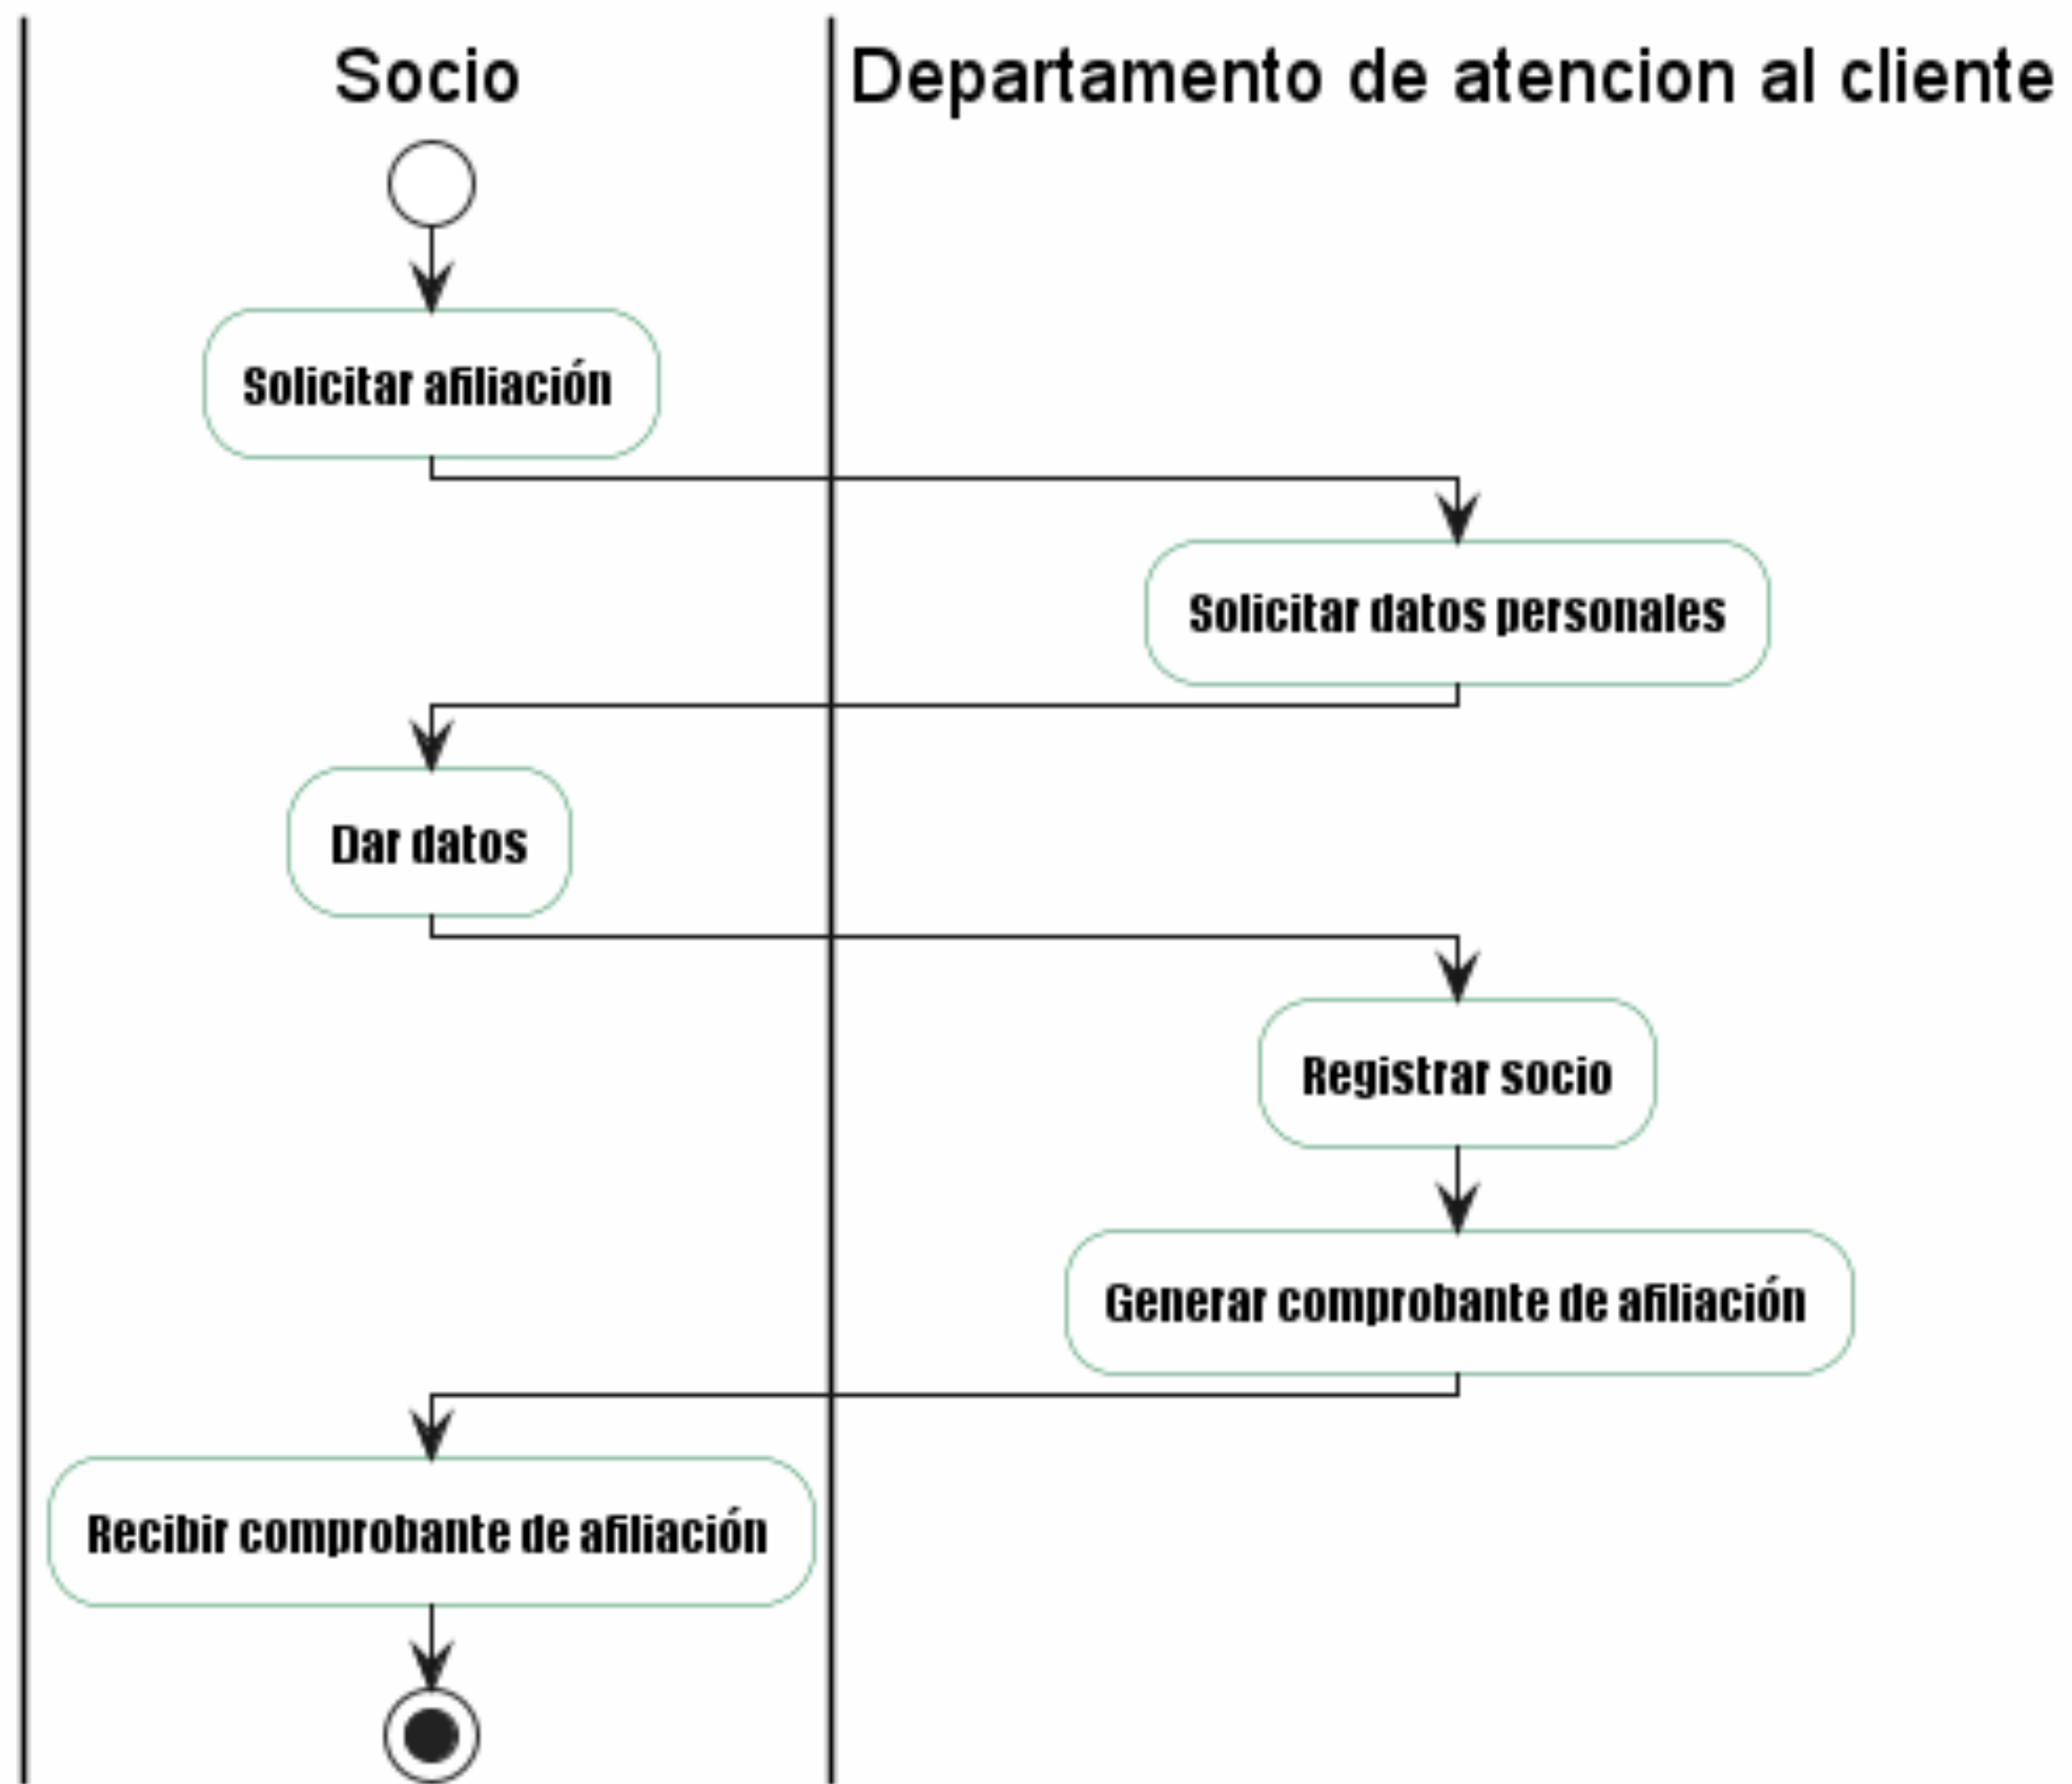 Socio
Departamento de atencion al cliente
Solicitar afiliación
Solicitar datos personales
Dar datos
Registrar socio
Generar comprobante de afiliación
Recibir comprobante de afiliación